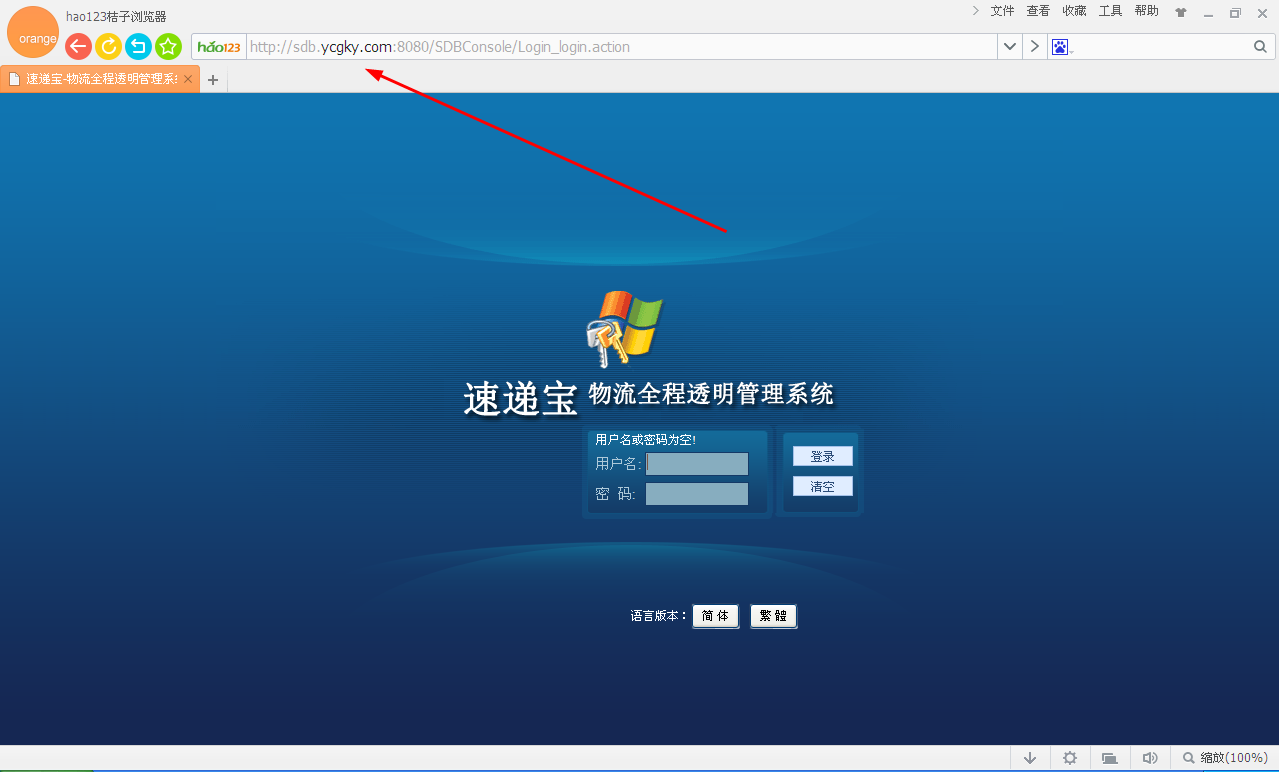 hao123桔子浏览器
文件 查看 收藏 工具 帮助
orange
hao123 http://sdb.ycgky.com:8080/SDBConsole/Login_login.action
速递宝-物流全程透明管理系
速递宝 物流全程透明管理系统
用户名或密码为空!
用户名: 登录
密 码: 清空
语言版本： 简 体 繁 體
缩放(100%)